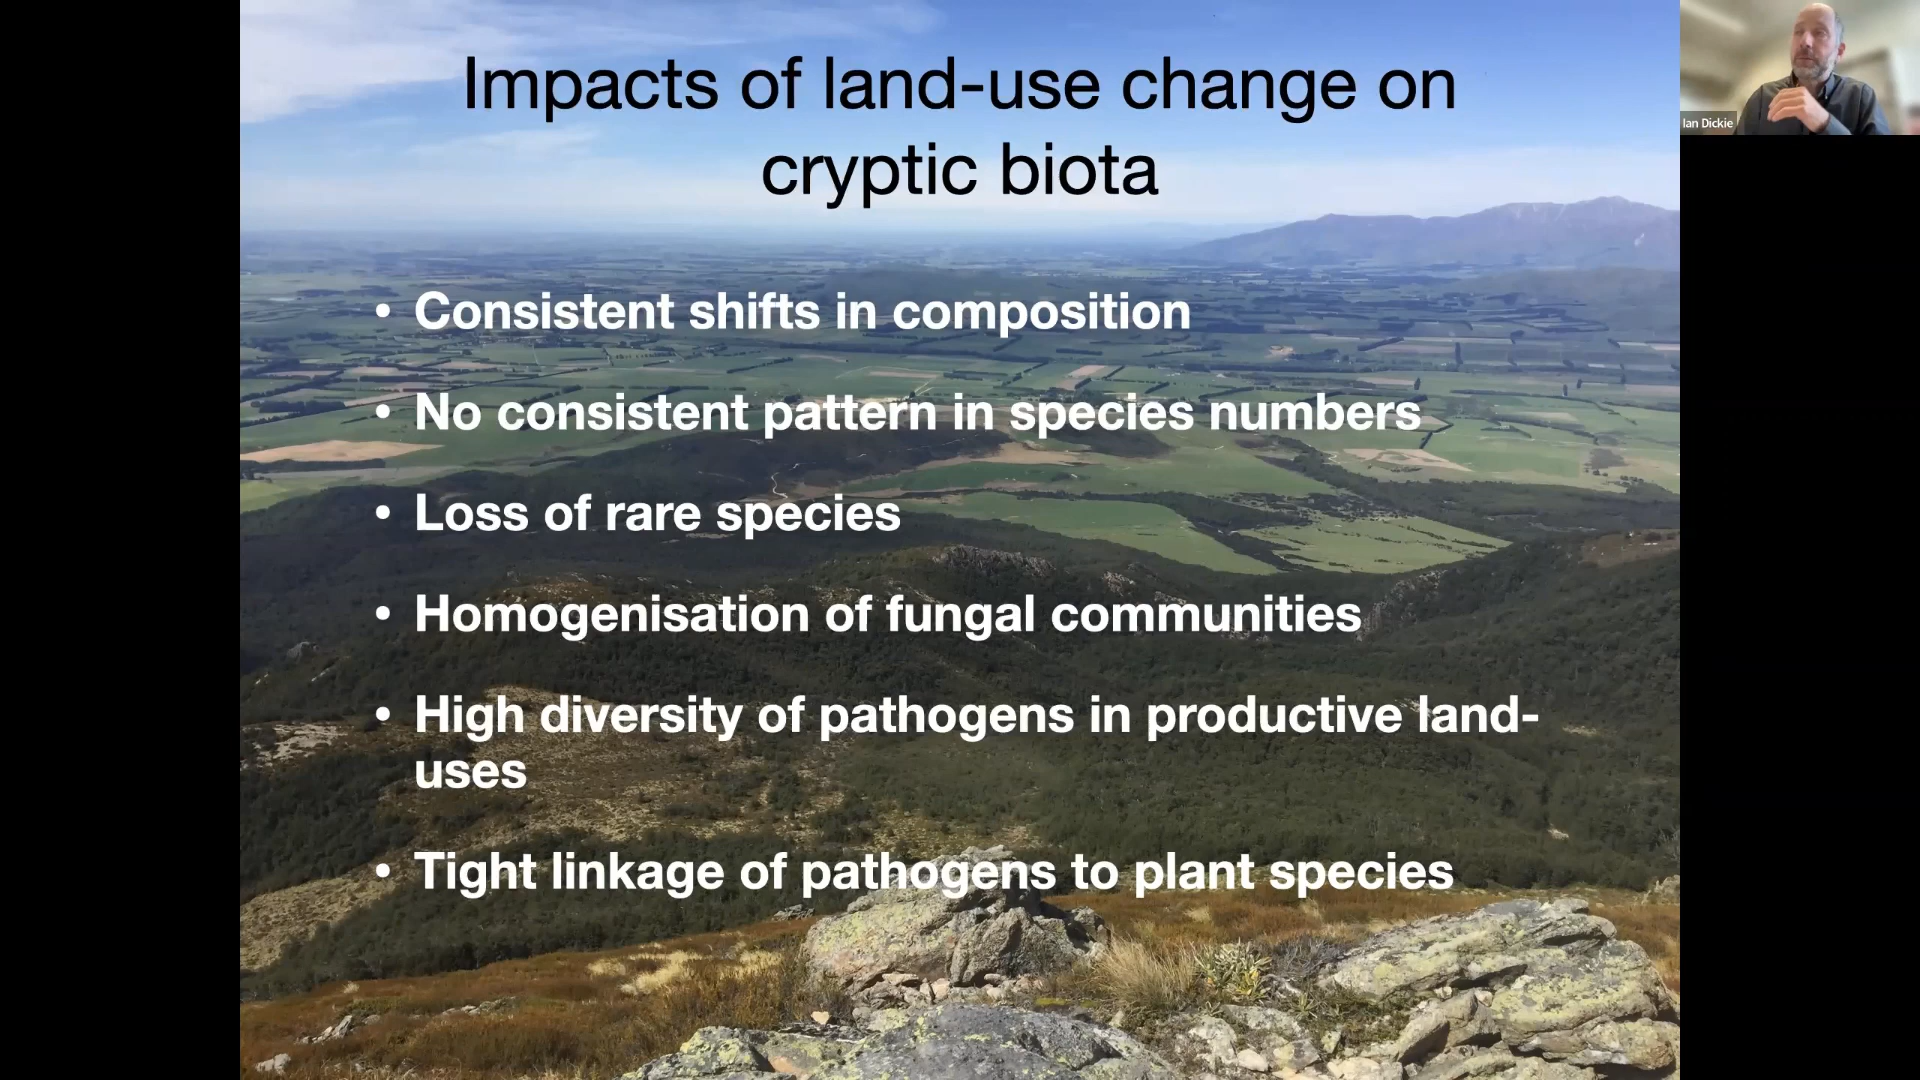 Impacts of land-use change on
cryptic biota
Ian Dickie
• Consistent shifts in composition
• No consistent pattern in species numbers
• Loss of rare species
• Homogenisation of fungal communities
• High diversity of pathogens in productive land-
uses
• Tight linkage of pathogens to plant species